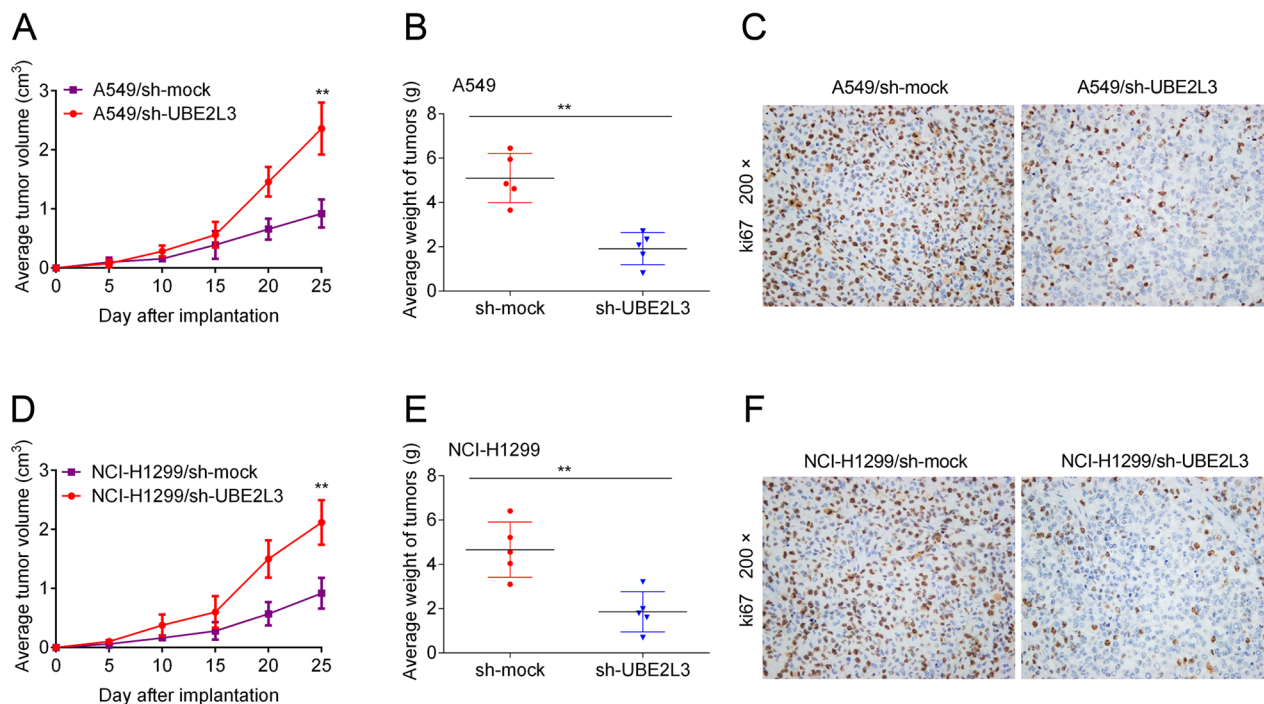 A
A549/sh-mock
A549/sh-UBE2L3
**
Average tumor volume (cm³)
3
2
1
0
0 5 10 15 20 25
Day after implantation
B
A549
**
Average weight of tumors (g)
8
6
4
2
0
sh-mock sh-UBE2L3
C
A549/sh-mock A549/sh-UBE2L3
ki67 200 ×
D
NCI-H1299/sh-mock
NCI-H1299/sh-UBE2L3
**
Average tumor volume (cm³)
3
2
1
0
0 5 10 15 20 25
Day after implantation
E
NCI-H1299
**
Average weight of tumors (g)
8
6
4
2
0
sh-mock sh-UBE2L3
F
NCI-H1299/sh-mock NCI-H1299/sh-UBE2L3
ki67 200 ×